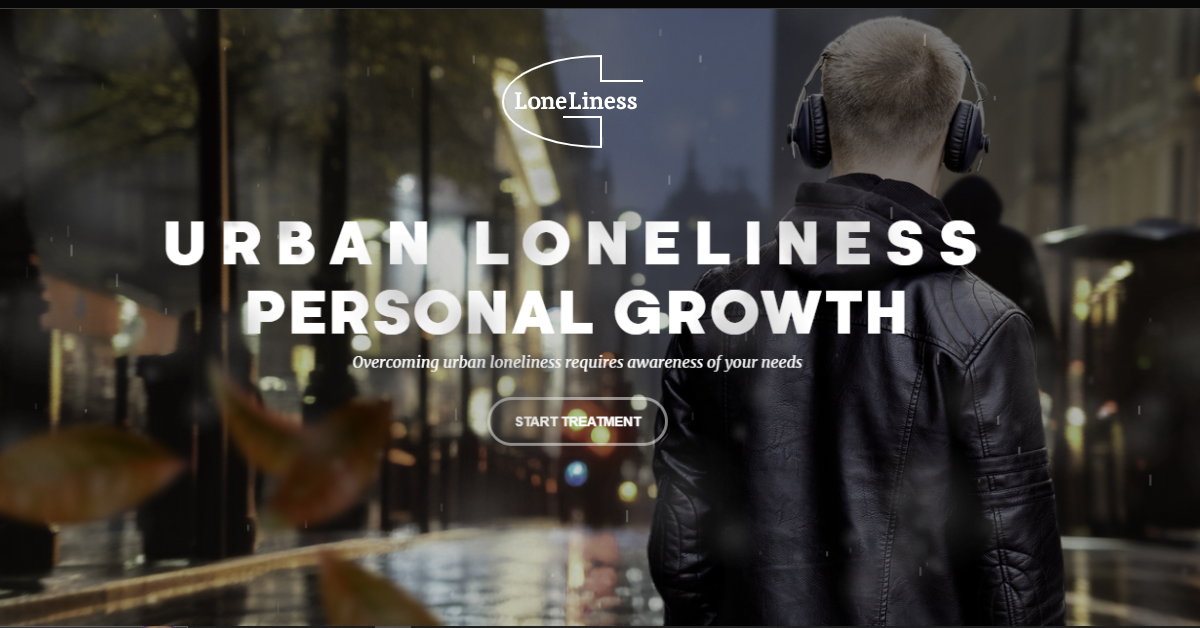 LoneLiness
URBAN LONELINESS
PERSONAL GROWTH
Overcoming urban loneliness requires awareness of your needs
START TREATMENT